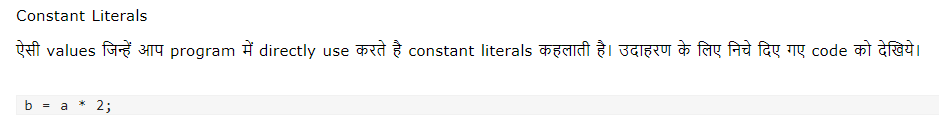 Constant Literals
ऐसी values जिन्हें आप program में directly use करते है constant literals कहलाती है। उदाहरण के लिए निचे दिए गए code को देखिये।
b = a * 2;